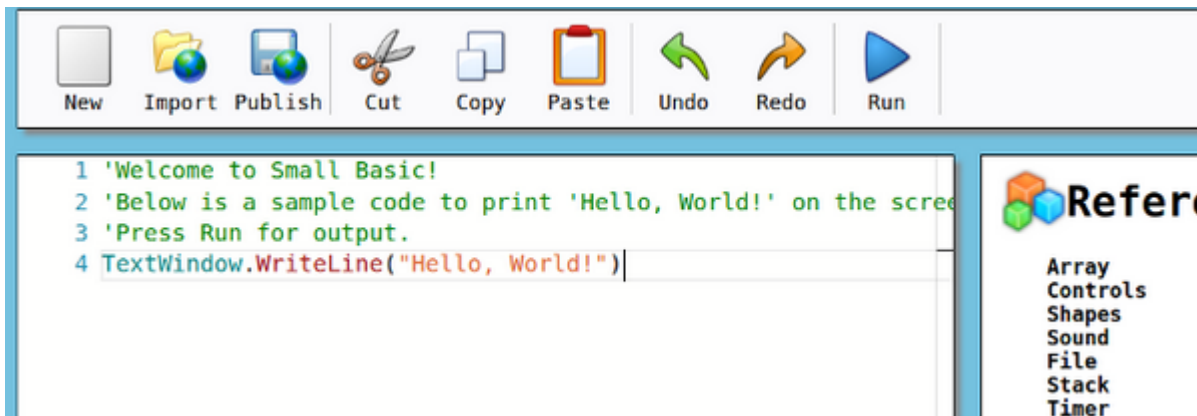 New Import Publish Cut Copy Paste Undo Redo Run
1 'Welcome to Small Basic!
2 'Below is a sample code to print 'Hello, World!' on the
3 'Press Run for output.
4 TextWindow.WriteLine("Hello, World!")
Array
Controls
Shapes
Sound
File
Stack
Timer